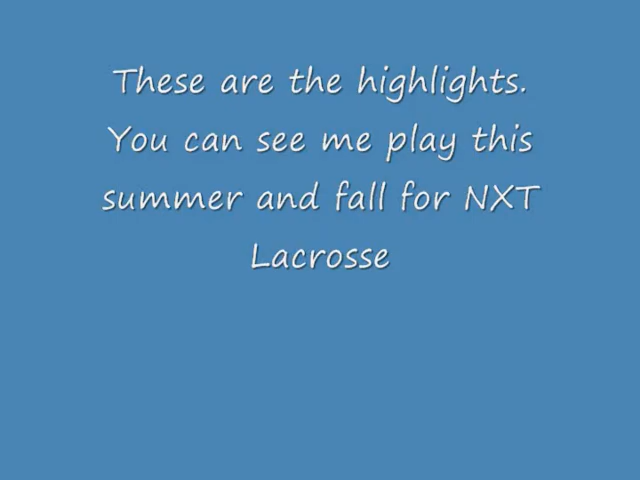 These are the highlights.
You can see me play this
summer and fall for NXT
Lacrosse